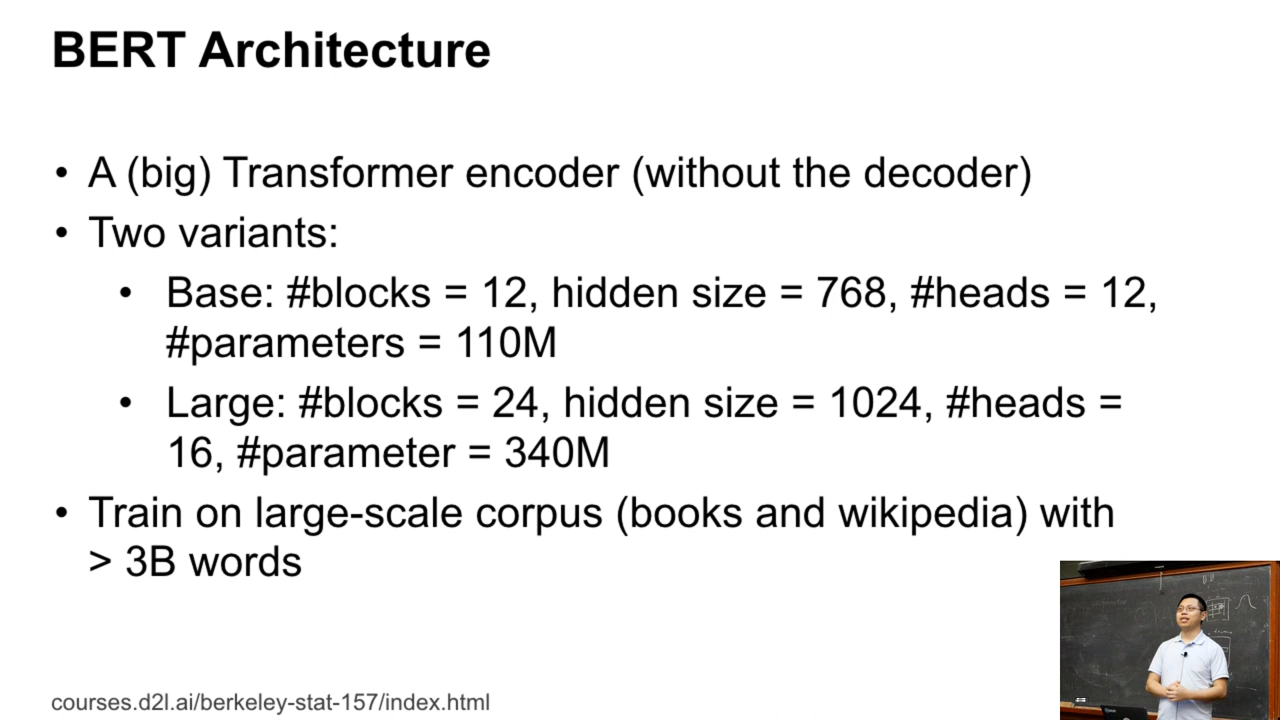 BERT Architecture
• A (big) Transformer encoder (without the decoder)
• Two variants:
• Base: #blocks = 12, hidden size = 768, #heads = 12,
#parameters = 110M
• Large: #blocks = 24, hidden size = 1024, #heads =
16, #parameter = 340M
• Train on large-scale corpus (books and wikipedia) with
> 3B words
courses.d2l.ai/berkeley-stat-157/index.html